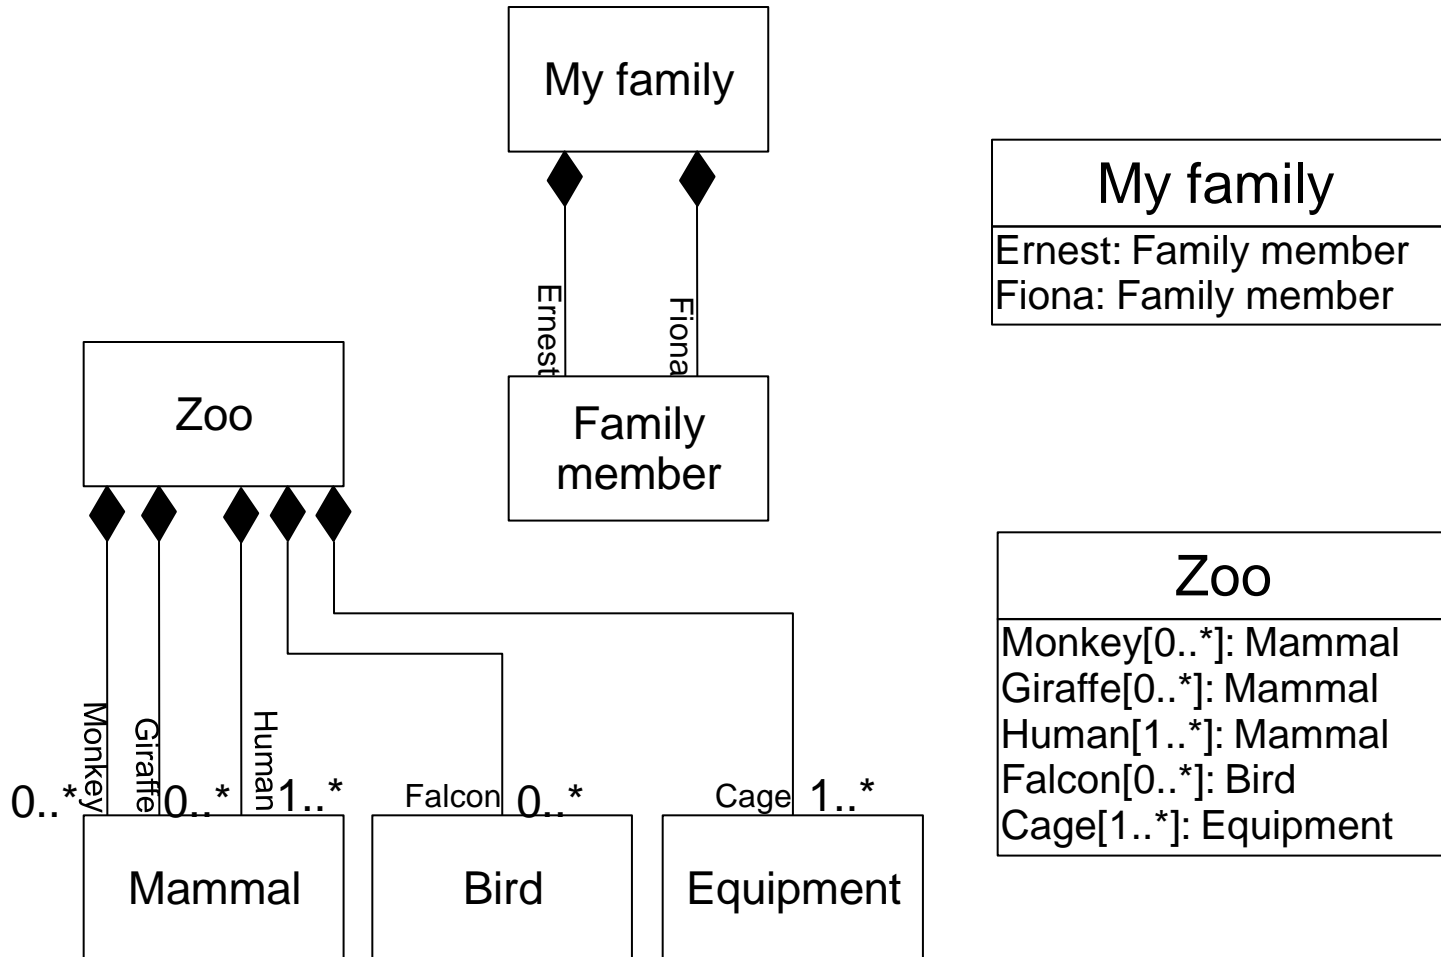 My family
Ernest
Fiona
Family
member
My family
Ernest: Family member
Fiona: Family member
Zoo
Monkey
Giraffe
Human
0..*
0..*
1..*
Falcon
0..*
Cage
1..*
Mammal
Bird
Equipment
Zoo
Monkey[0..*]: Mammal
Giraffe[0..*]: Mammal
Human[1..*]: Mammal
Falcon[0..*]: Bird
Cage[1..*]: Equipment